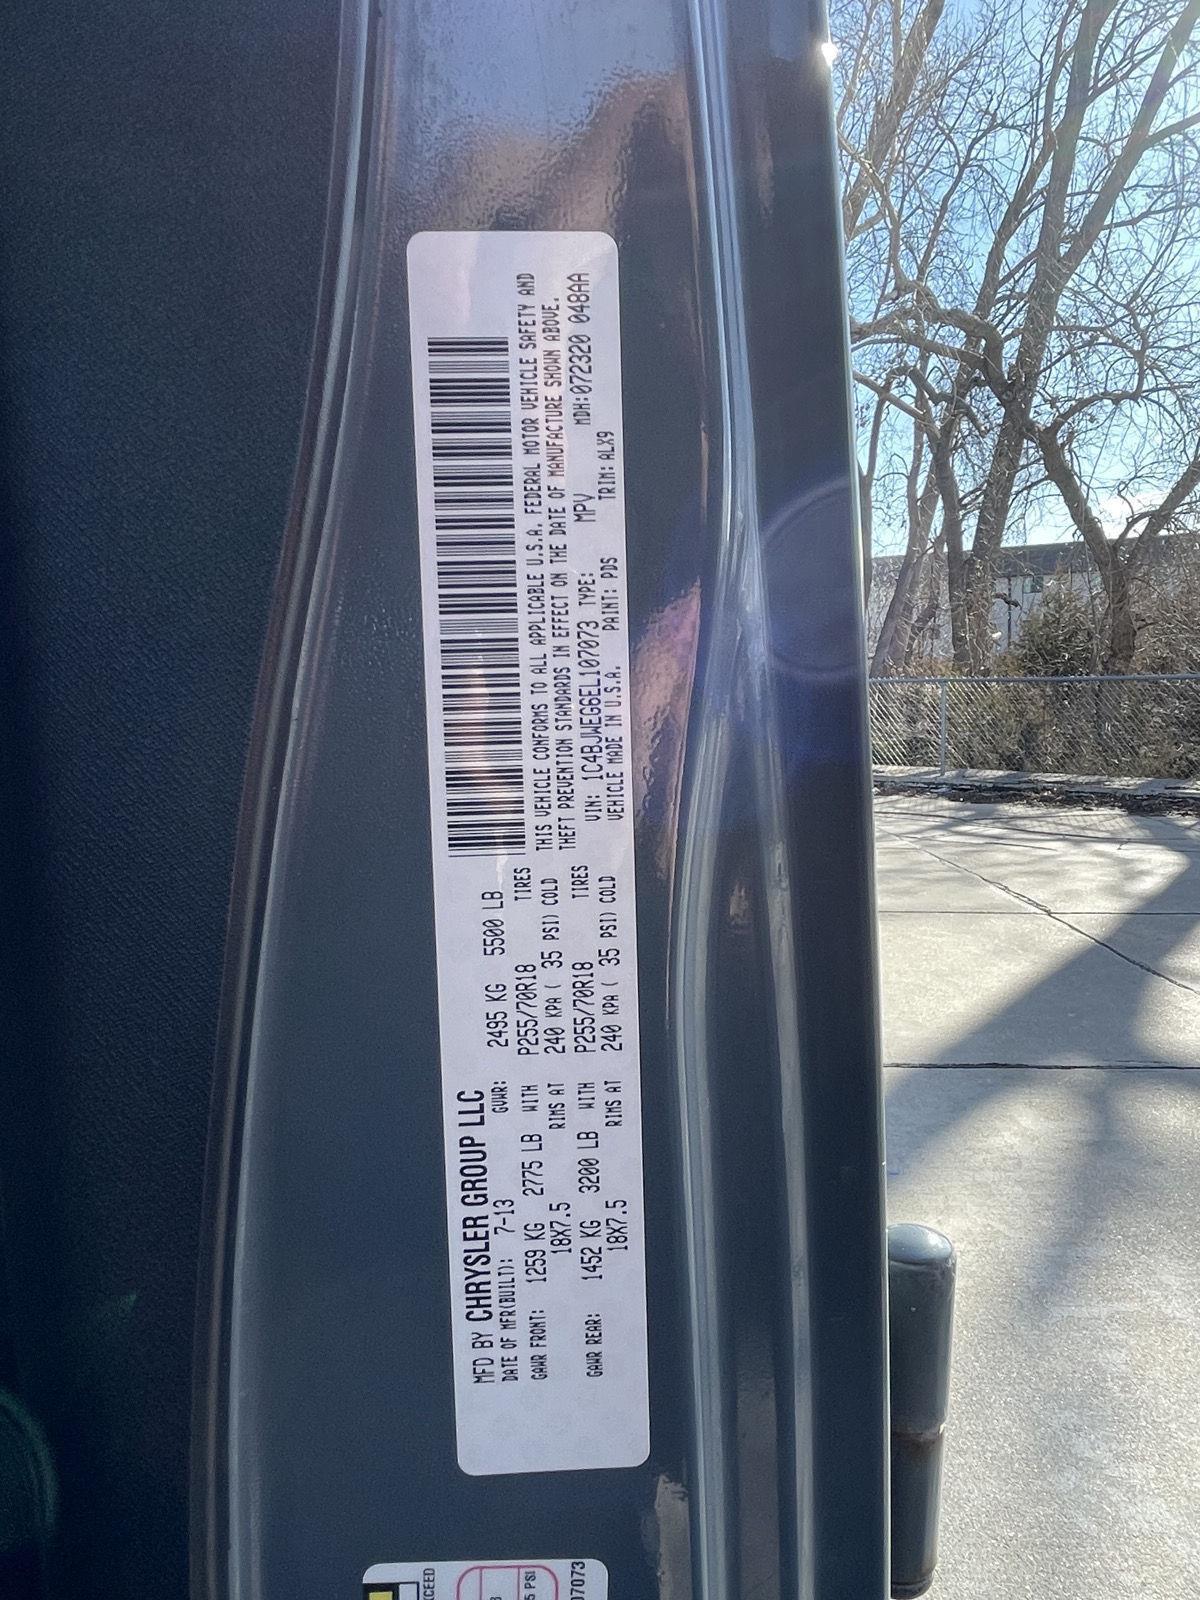 MFD BY CHRYSLER GROUP LLC
DATE OF MFR(BUILT): 7-13 GVWR: 2495 KG 5500 LB
GAWR FRONT: 1259 KG 2775 LB WITH P255/70R18 TIRES
18X7.5 RIMS AT 240 KPA ( 35 PSI) COLD
GAWR REAR: 1452 KG 3200 LB WITH P255/70R18 TIRES
18X7.5 RIMS AT 240 KPA ( 35 PSI) COLD
THIS VEHICLE CONFORMS TO ALL APPLICABLE U.S.A. FEDERAL MOTOR VEHICLE SAFETY AND
THEFT PREVENTION STANDARDS IN EFFECT ON THE DATE OF MANUFACTURE SHOWN ABOVE.
VIN: 1C4BJWEG6EL107073 TYPE: MPV MDH:072320 048AA
VEHICLE MADE IN U.S.A. PAINT: PDS TRIM: ALX9
XCEED
5 PSI
07073